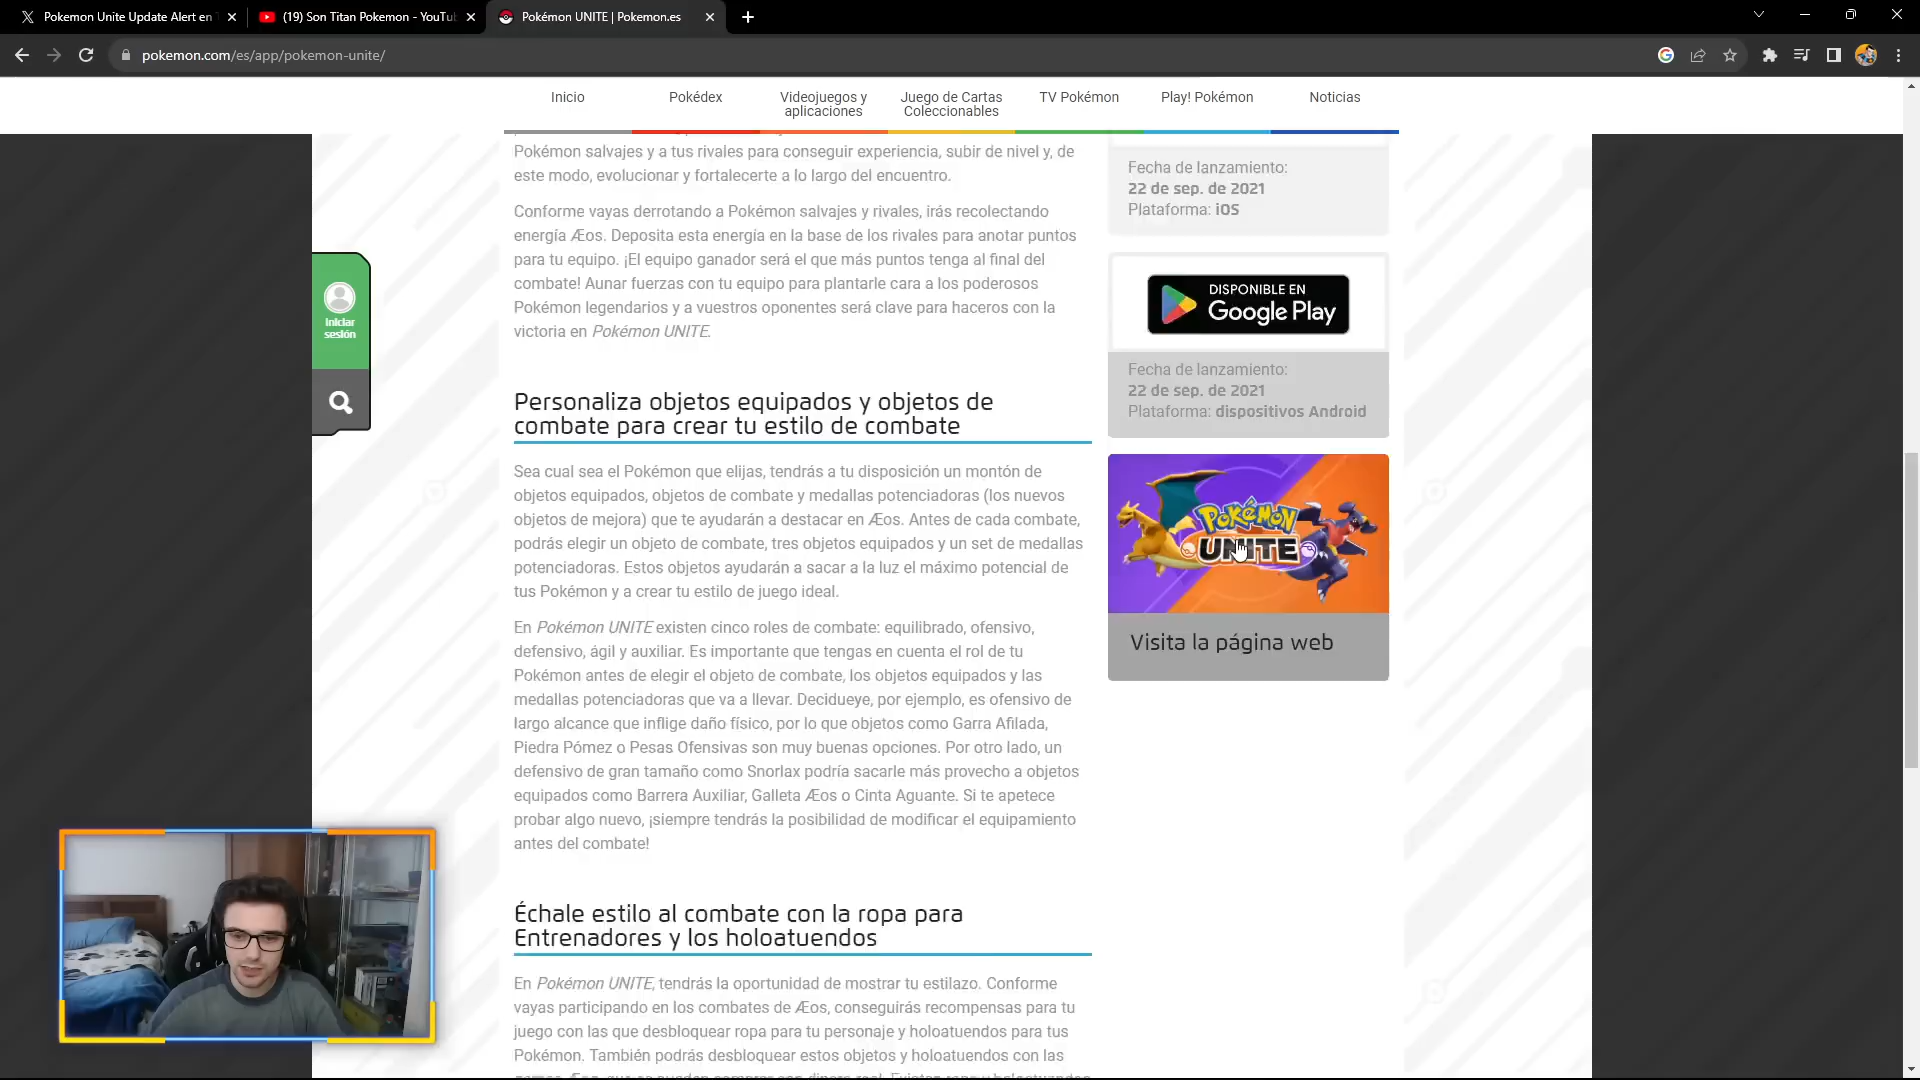 Pokemon Unite Update Alert en
(19) Son Titan Pokemon - YouTu
Pokémon UNITE | Pokemon.es
pokemon.com/es/app/pokemon-unite/
Inicio
Pokédex
Videojuegos y
aplicaciones
Juego de Cartas
Coleccionables
TV Pokémon
Play! Pokémon
Noticias
Pokémon salvajes y a tus rivales para conseguir experiencia, subir de nivel y, de
este modo, evolucionar y fortalecerte a lo largo del encuentro.
Conforme vayas derrotando a Pokémon salvajes y rivales, irás recolectando
energía Æos. Deposita esta energía en la base de los rivales para anotar puntos
para tu equipo. ¡El equipo ganador será el que más puntos tenga al final del
combate! Aunar fuerzas con tu equipo para plantarle cara a los poderosos
Pokémon legendarios y a vuestros oponentes será clave para haceros con la
victoria en Pokémon UNITE.
Personaliza objetos equipados y objetos de
combate para crear tu estilo de combate
Sea cual sea el Pokémon que elijas, tendrás a tu disposición un montón de
objetos equipados, objetos de combate y medallas potenciadoras (los nuevos
objetos de mejora) que te ayudarán a destacar en Æos. Antes de cada combate,
podrás elegir un objeto de combate, tres objetos equipados y un set de medallas
potenciadoras. Estos objetos ayudarán a sacar a la luz el máximo potencial de
tus Pokémon y a crear tu estilo de juego ideal.
En Pokémon UNITE existen cinco roles de combate: equilibrado, ofensivo,
defensivo, ágil y auxiliar. Es importante que tengas en cuenta el rol de tu
Pokémon antes de elegir el objeto de combate, los objetos equipados y las
medallas potenciadoras que va a llevar. Decidueye, por ejemplo, es ofensivo de
largo alcance que inflige daño físico, por lo que objetos como Garra Afilada,
Piedra Pómez o Pesas Ofensivas son muy buenas opciones. Por otro lado, un
defensivo de gran tamaño como Snorlax podría sacarle más provecho a objetos
equipados como Barrera Auxiliar, Galleta Æos o Cinta Aguante. Si te apetece
probar algo nuevo, ¡siempre tendrás la posibilidad de modificar el equipamiento
antes del combate!
Échale estilo al combate con la ropa para
Entrenadores y los holoatuendos
En Pokémon UNITE, tendrás la oportunidad de mostrar tu estilazo. Conforme
vayas participando en los combates de Æos, conseguirás recompensas para tu
juego con las que desbloquear ropa para tu personaje y holoatuendos para tus
Pokémon. También podrás desbloquear estos objetos y holoatuendos con las
Fecha de lanzamiento:
22 de sep. de 2021
Plataforma: iOS
DISPONIBLE EN
Google Play
Fecha de lanzamiento:
22 de sep. de 2021
Plataforma: dispositivos Android
POKÉMON
UNITE
Visita la página web
Iniciar
sesión